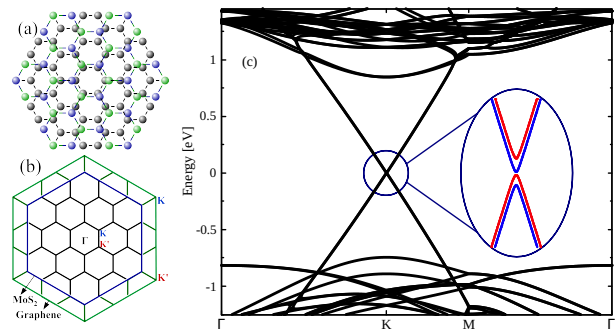 (a)
(b)
K
Γ
K
K'
K'
MoS₂
Graphene
(c)
Energy [eV]
1
0.5
0
-0.5
-1
Γ
K
M
Γ